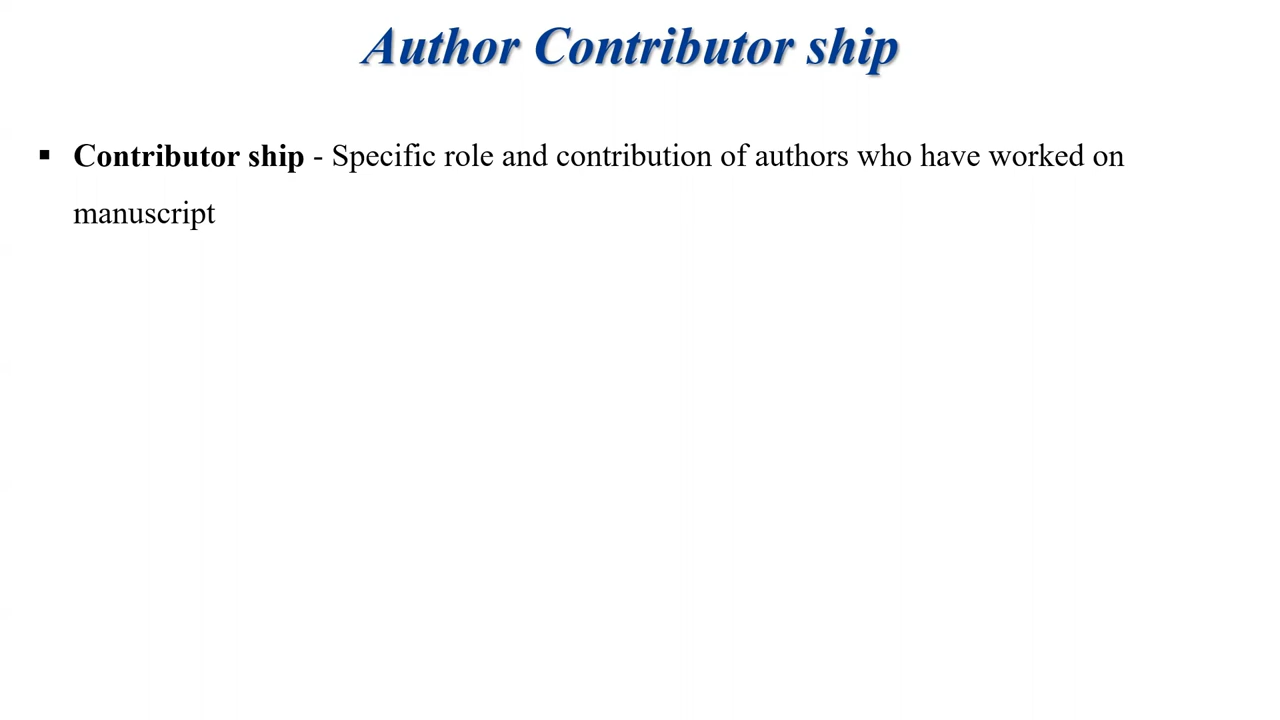 Author Contributor ship
▪ Contributor ship - Specific role and contribution of authors who have worked on
manuscript